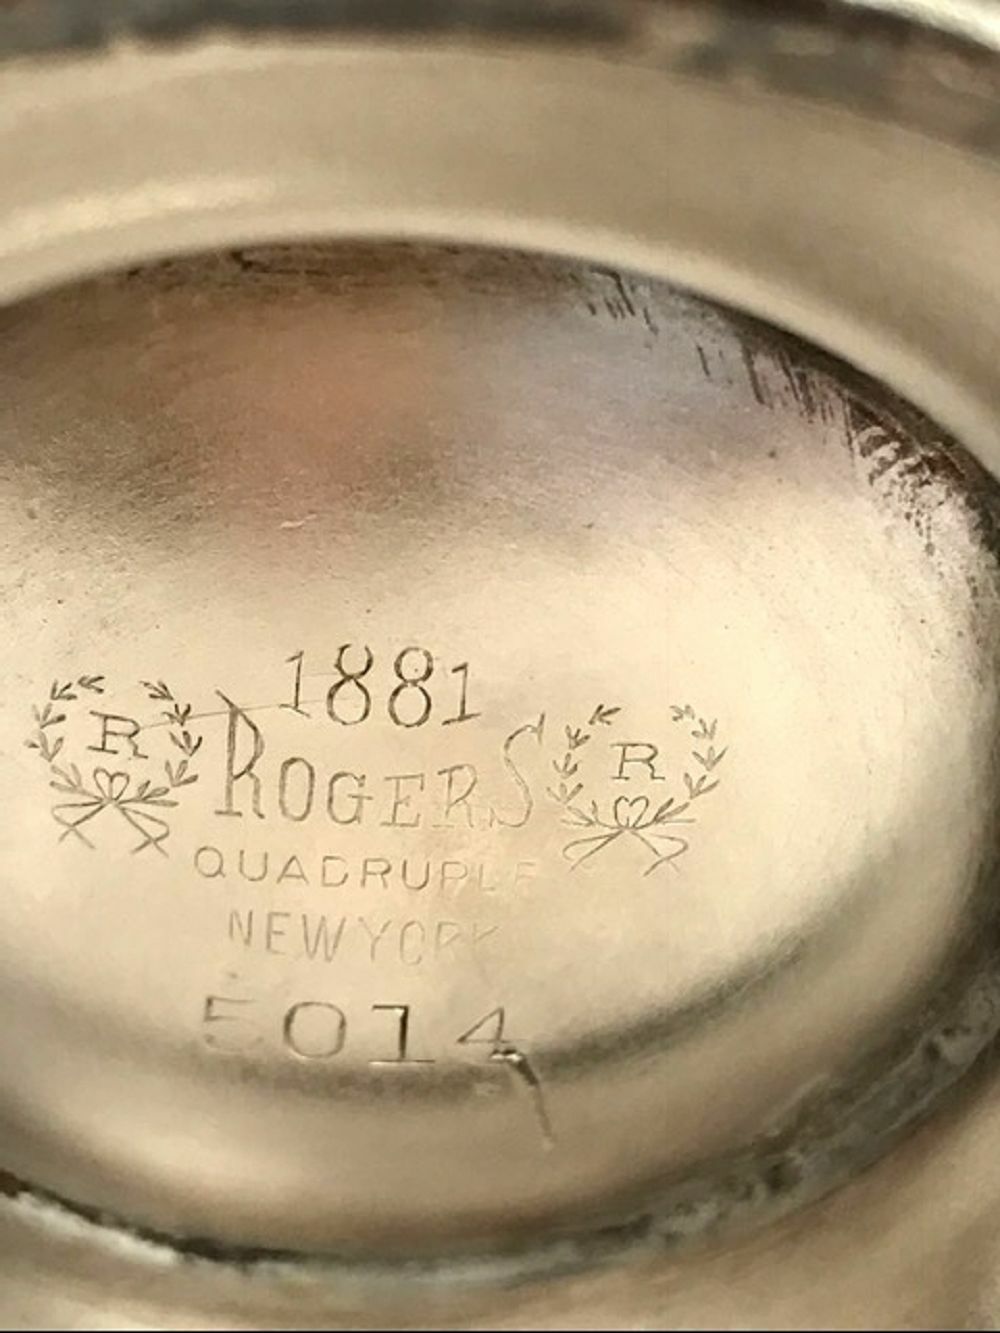 1881
R ROGERS R
QUADRUPLE
NEW YORK
5014